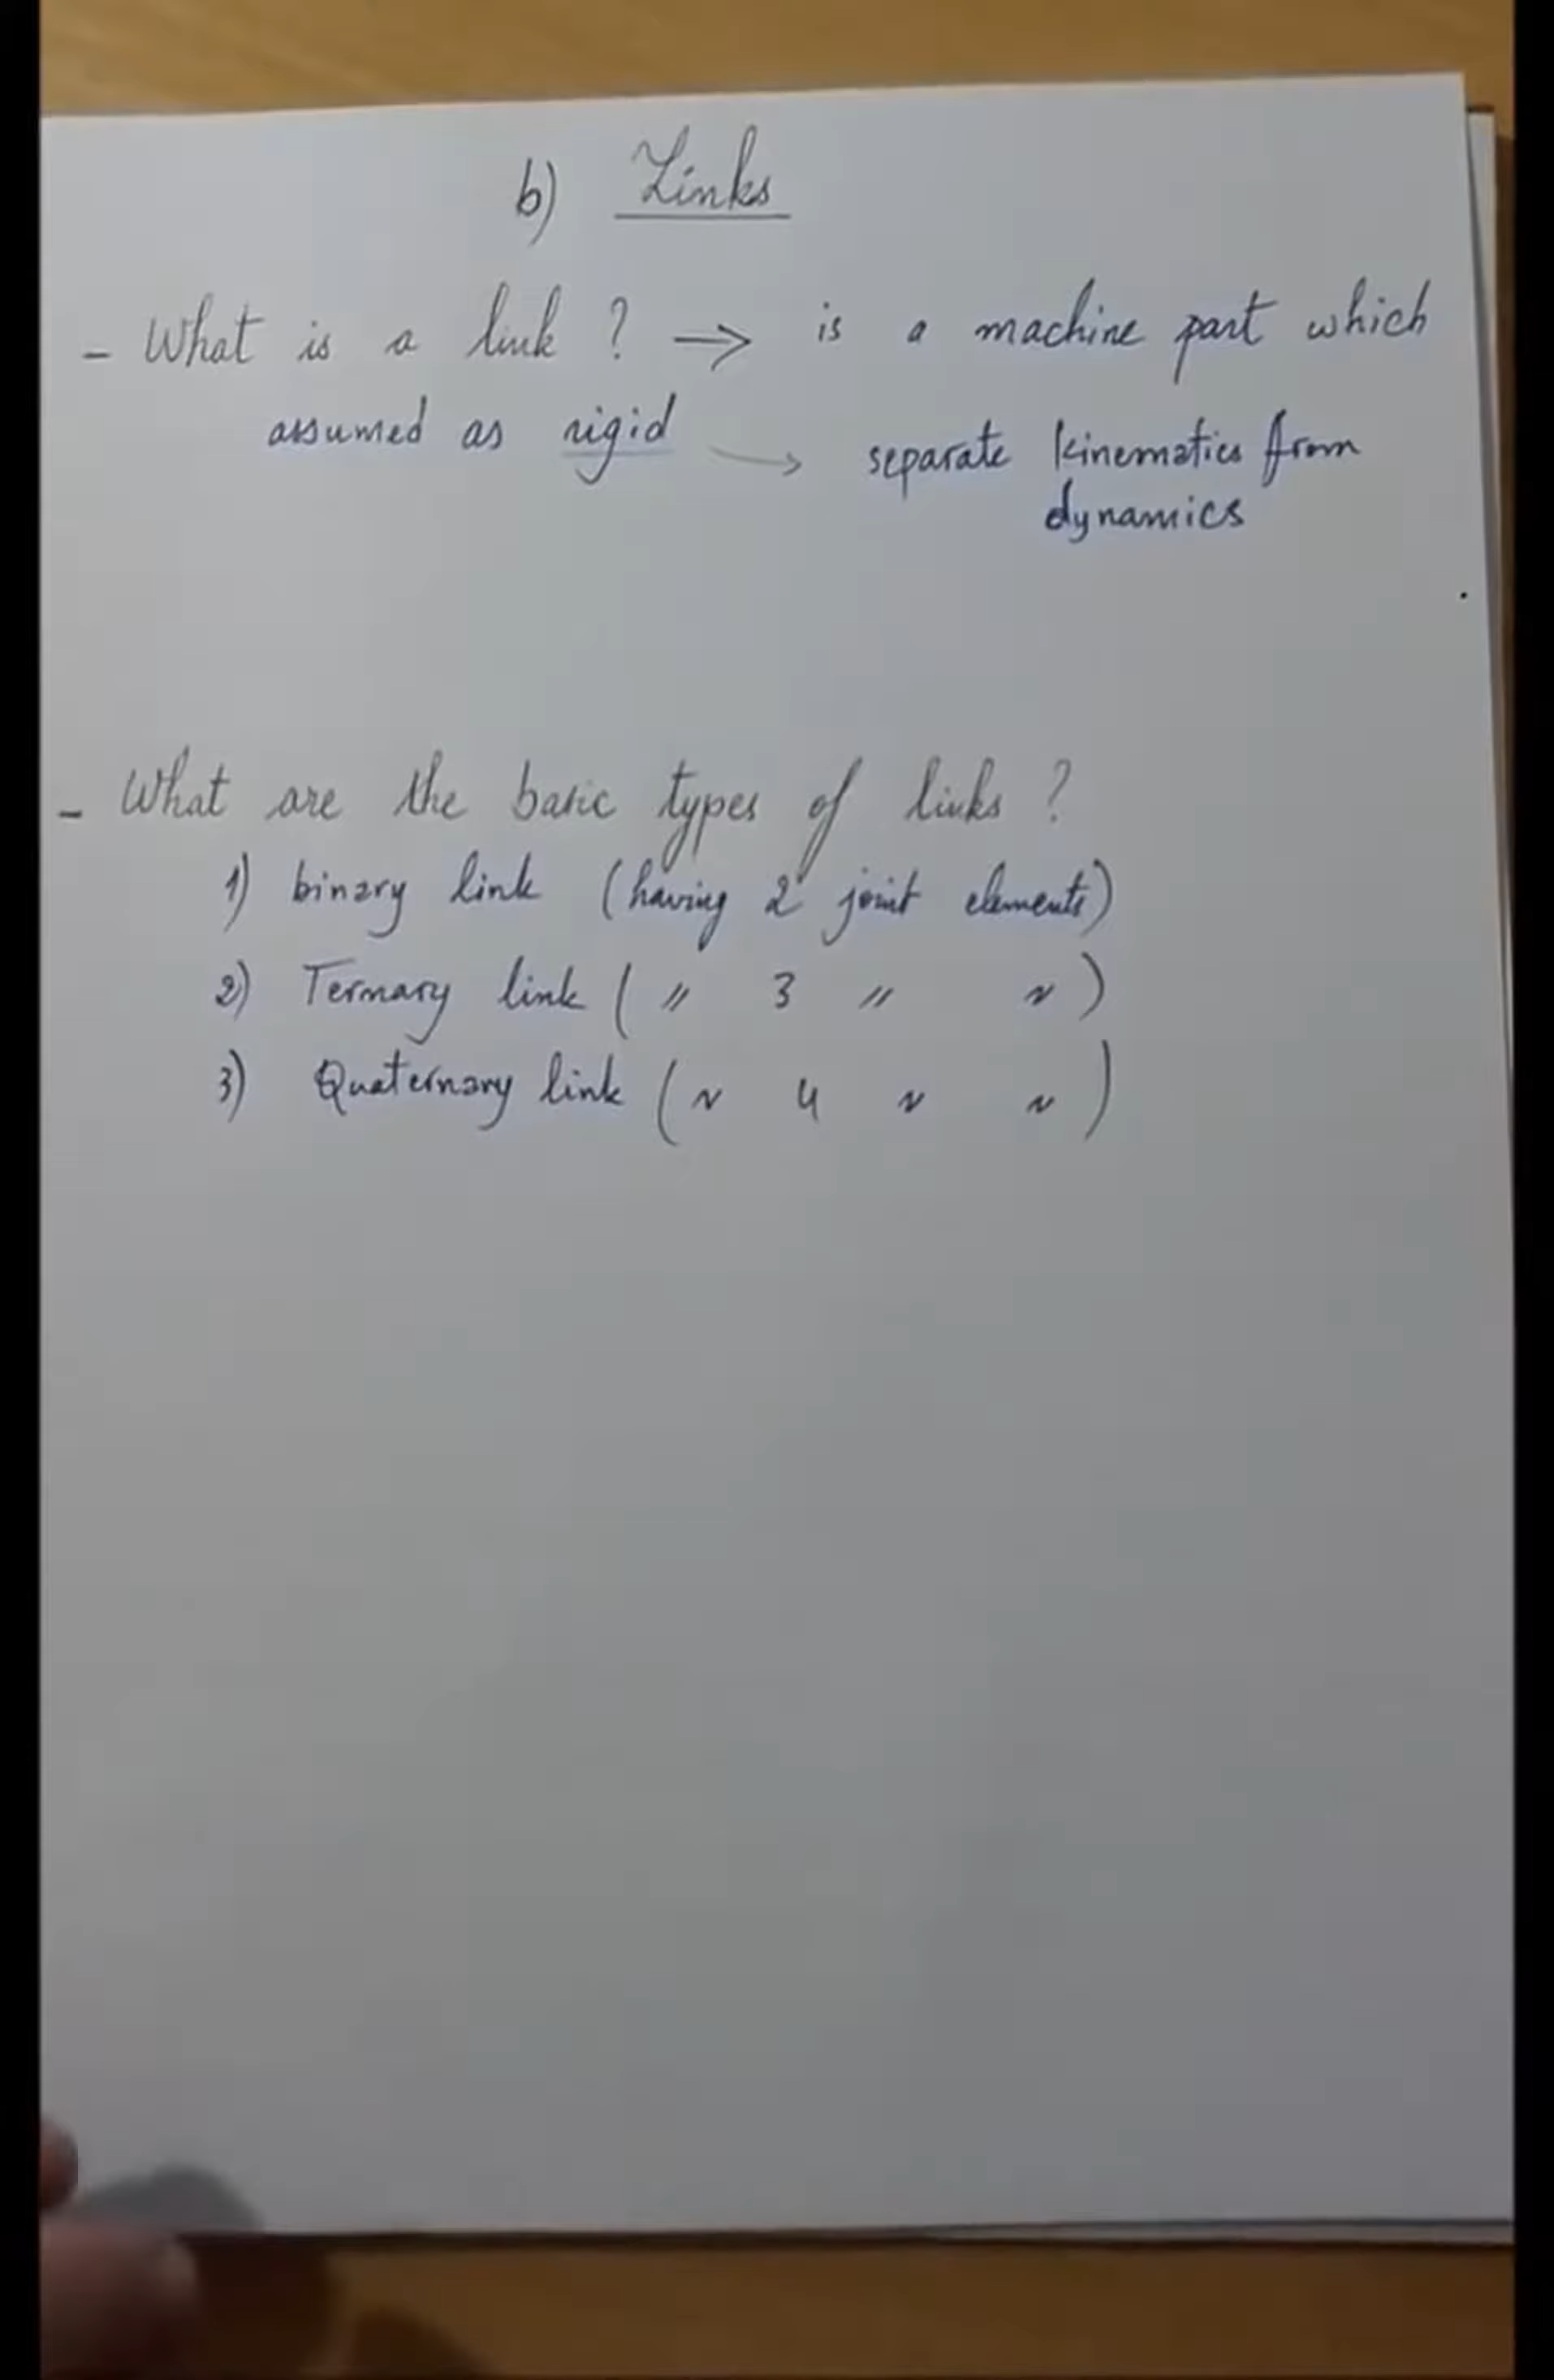 b) Links
- What is a link ? → is a machine part which
assumed as rigid → separate kinematics from
dynamics
- What are the basic types of links ?
1) binary link (having 2 joint elements)
2) Ternary link ( " 3 " " )
3) Quaternary link ( " 4 " " )